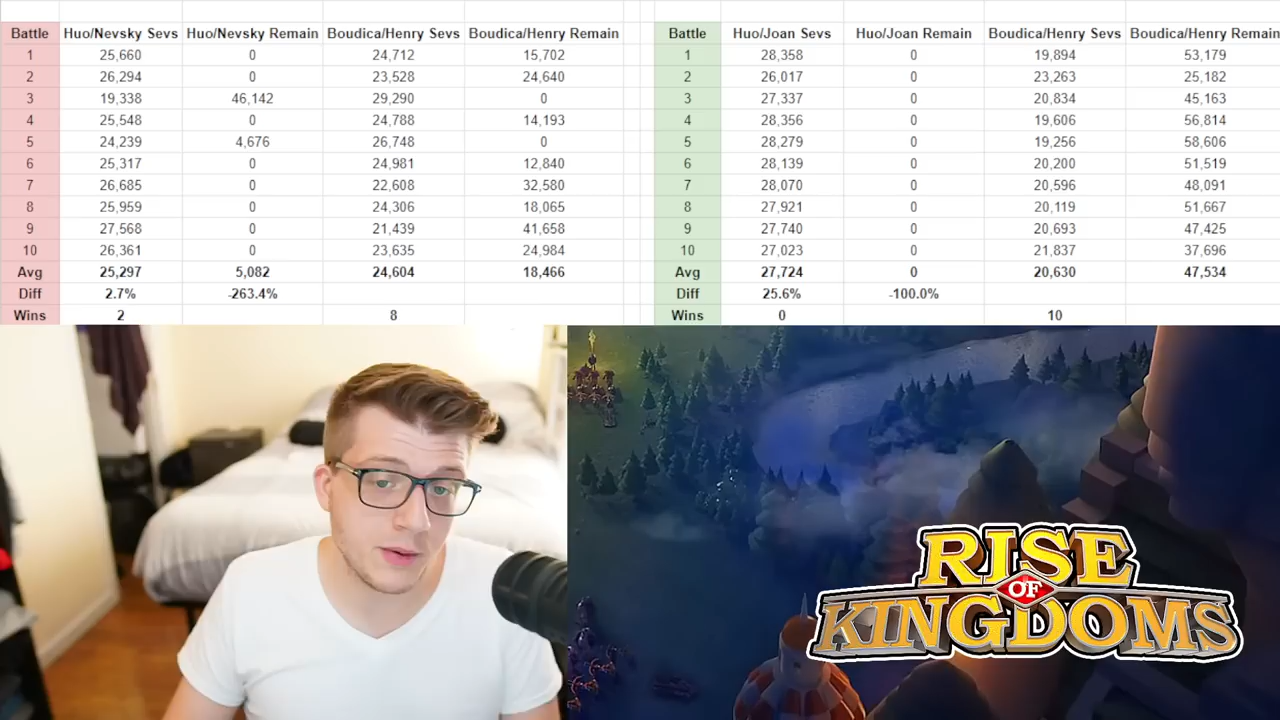 Battle Huo/Nevsky Sevs Huo/Nevsky Remain Boudica/Henry Sevs Boudica/Henry Remain Battle Huo/Joan Sevs Huo/Joan Remain Boudica/Henry Sevs Boudica/Henry Remain
1 25,660 0 24,712 15,702 1 28,358 0 19,894 53,179
2 26,294 0 23,528 24,640 2 26,017 0 23,263 25,182
3 19,338 46,142 29,290 0 3 27,337 0 20,834 45,163
4 25,548 0 24,788 14,193 4 28,356 0 19,606 56,814
5 24,239 4,676 26,748 0 5 28,279 0 19,256 58,606
6 25,317 0 24,981 12,840 6 28,139 0 20,200 51,519
7 26,685 0 22,608 32,580 7 28,070 0 20,596 48,091
8 25,959 0 24,306 18,065 8 27,921 0 20,119 51,667
9 27,568 0 21,439 41,658 9 27,740 0 20,693 47,425
10 26,361 0 23,635 24,984 10 27,023 0 21,837 37,696
Avg 25,297 5,082 24,604 18,466 Avg 27,724 0 20,630 47,534
Diff 2.7% -263.4% Diff 25.6% -100.0%
Wins 2 8 Wins 0 10
RISE
OF
KINGDOMS